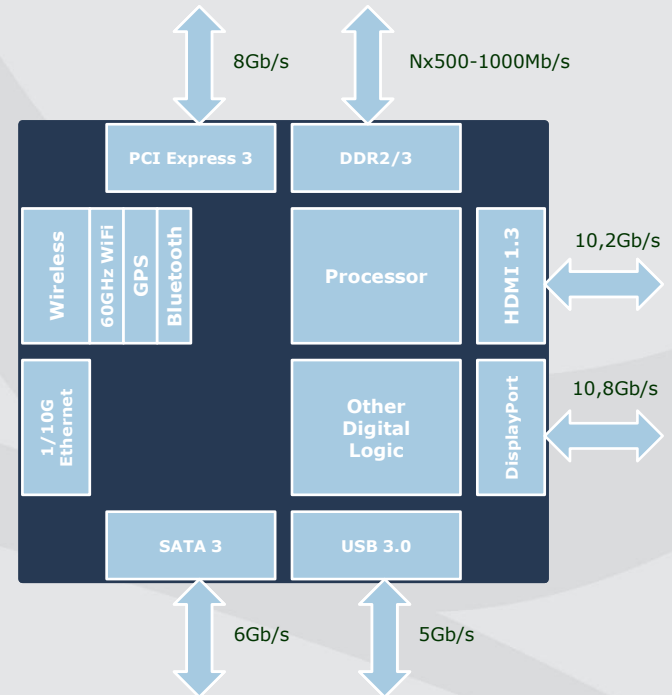 8Gb/s
Nx500-1000Mb/s
PCI Express 3
DDR2/3
Wireless
60GHz WiFi
GPS
Bluetooth
Processor
HDMI 1.3
10,2Gb/s
1/10G
Ethernet
Other
Digital
Logic
DisplayPort
10,8Gb/s
SATA 3
USB 3.0
6Gb/s
5Gb/s